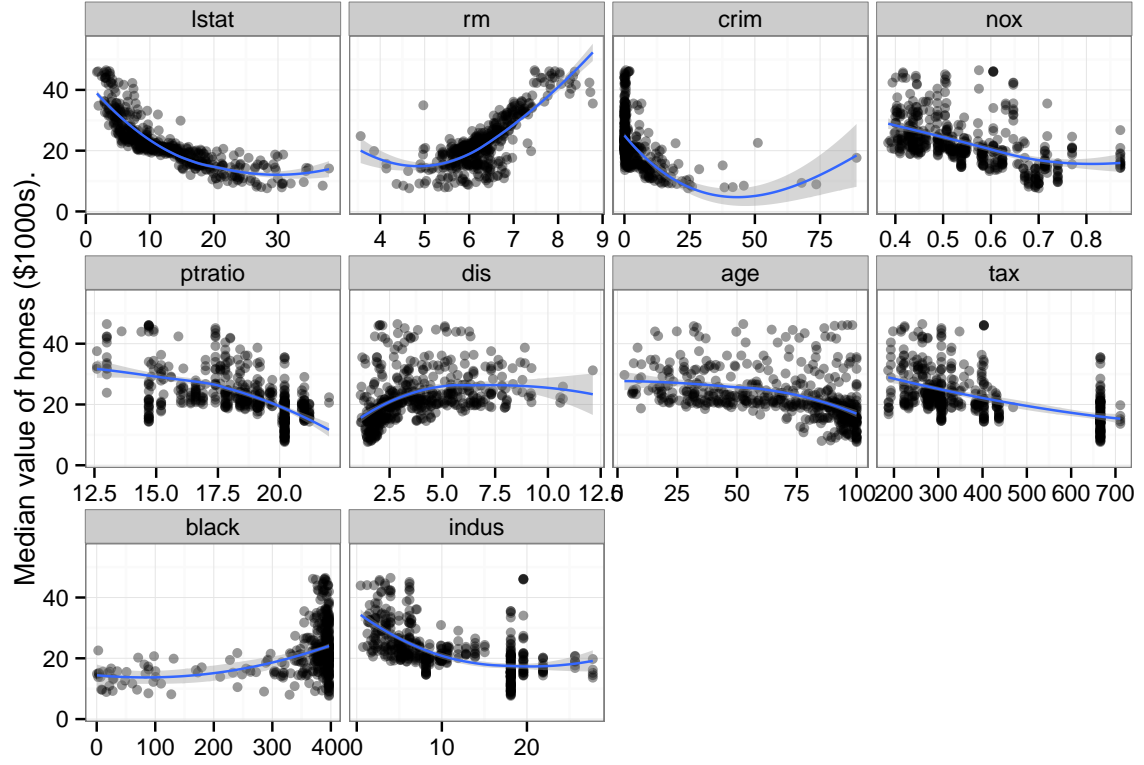 lstat rm crim nox
40
20
0
0 10 20 30 4 5 6 7 8 9 0 25 50 75 0.4 0.5 0.6 0.7 0.8
ptratio dis age tax
40
20
0
12.5 15.0 17.5 20.0 2.5 5.0 7.5 10.0 12.5 0 25 50 75 100 200 300 400 500 600 700
black indus
40
20
0
0 100 200 300 400 0 10 20
Median value of homes ($1000s).